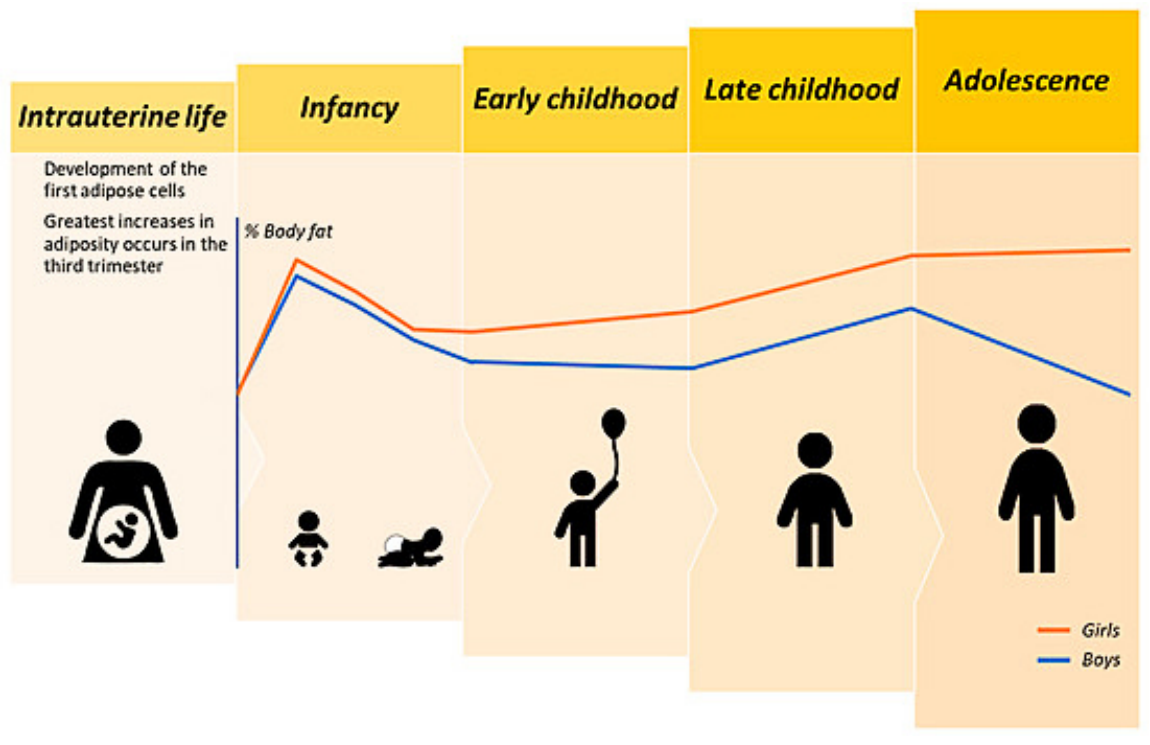 Intrauterine life
Infancy
Early childhood
Late childhood
Adolescence
Development of the
first adipose cells
Greatest increases in
adiposity occurs in the
third trimester
% Body fat
Girls
Boys